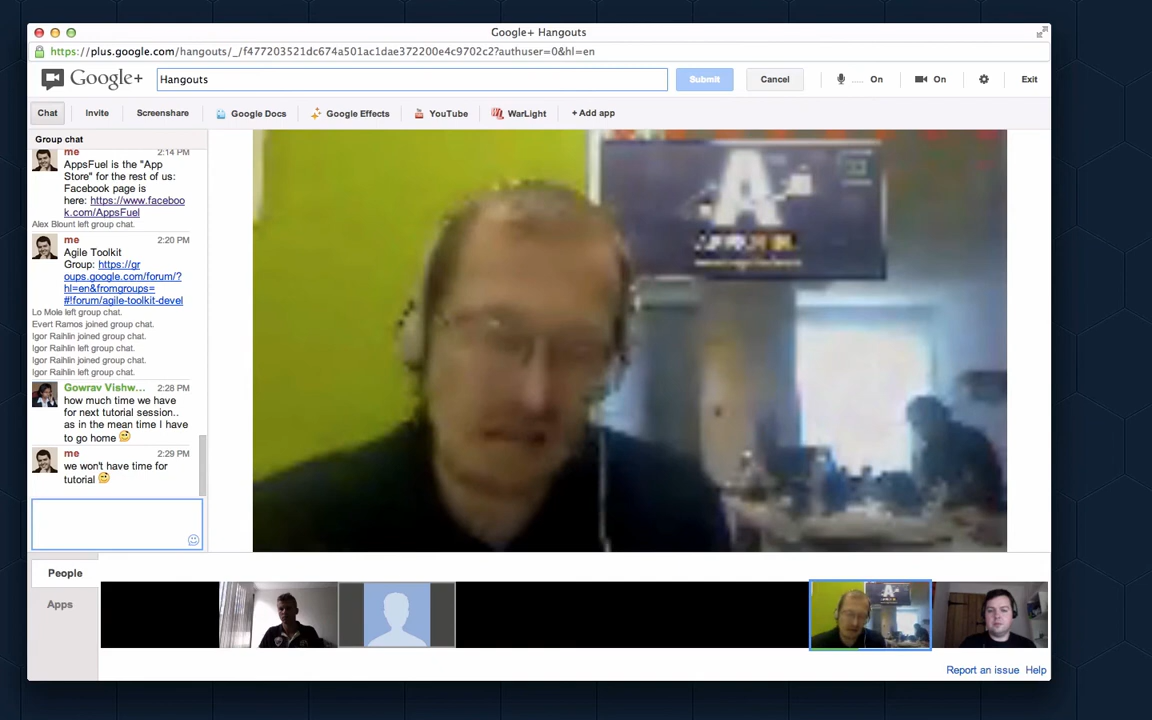 Google+ Hangouts
https://plus.google.com/hangouts/_/f477203521dc674a501ac1dae372200e4c9702c2?authuser=0&hl=en
Google+
Hangouts
Submit
Cancel
On
On
Exit
Chat
Invite
Screenshare
Google Docs
Google Effects
YouTube
WarLight
+ Add app
Group chat
me 2:14 PM
AppsFuel is the "App
Store" for the rest of us:
Facebook page is
here: https://www.faceboo
k.com/AppsFuel
Alex Blount left group chat.
me 2:20 PM
Agile Toolkit
Group: https://gr
oups.google.com/forum/?
hl=en&fromgroups=
#!forum/agile-toolkit-devel
Lo Mole left group chat.
Evert Ramos joined group chat.
Igor Raihlin joined group chat.
Igor Raihlin left group chat.
Igor Raihlin joined group chat.
Igor Raihlin left group chat.
Gowrav Vishw... 2:28 PM
how much time we have
for next tutorial session..
as in the mean time I have
to go home
me 2:29 PM
we won't have time for
tutorial
A
People
Apps
Report an issue
Help